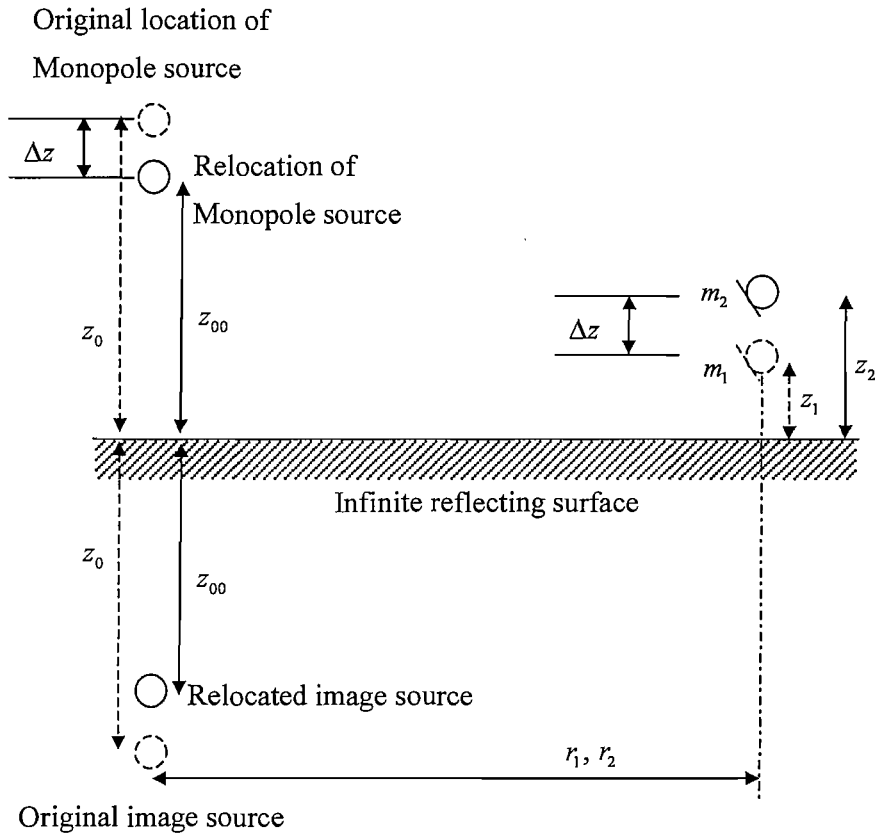 Original location of
Monopole source
Δz
Relocation of
Monopole source
m₂
Δz
z₀
z₀₀
m₁
z₁
z₂
Infinite reflecting surface
z₀
z₀₀
Relocated image source
r₁, r₂
Original image source